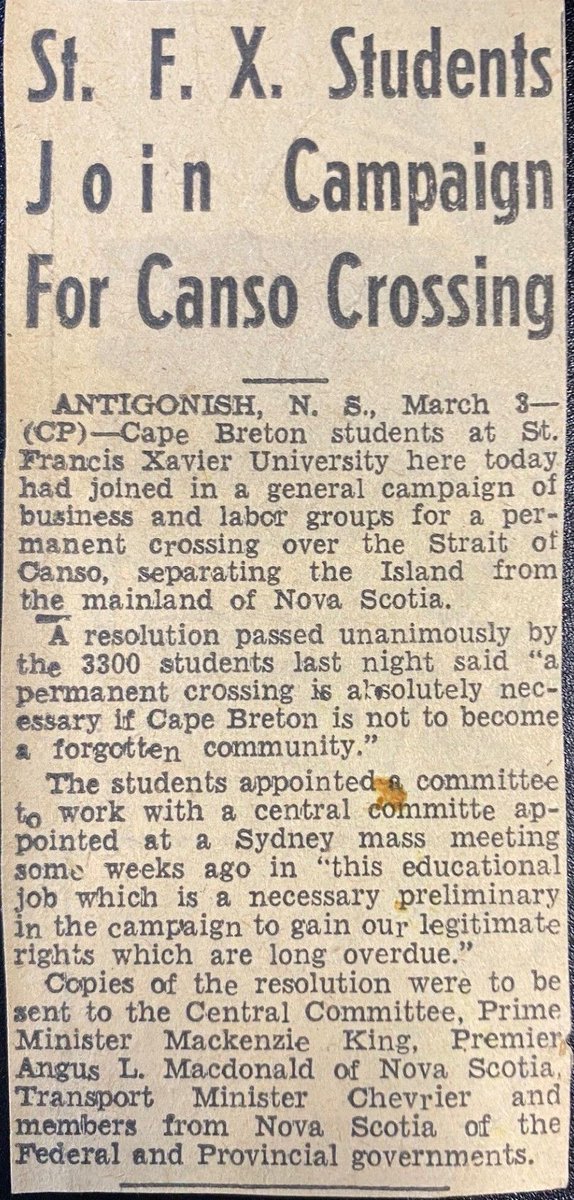 St. F. X. Students
Join Campaign
For Canso Crossing
ANTIGONISH, N. S., March 3—
(CP)—Cape Breton students at St.
Francis Xavier University here today
had joined in a general campaign of
business and labor groups for a per-
manent crossing over the Strait of
Canso, separating the Island from
the mainland of Nova Scotia.
A resolution passed unanimously by
the 3300 students last night said "a
permanent crossing is absolutely nec-
essary if Cape Breton is not to become
a forgotten community."
The students appointed a committee
to work with a central committe ap-
pointed at a Sydney mass meeting
some weeks ago in "this educational
job which is a necessary preliminary
in the campaign to gain our legitimate
rights which are long overdue."
Copies of the resolution were to be
sent to the Central Committee, Prime
Minister Mackenzie King, Premier
Angus L. Macdonald of Nova Scotia,
Transport Minister Chevrier and
members from Nova Scotia of the
Federal and Provincial governments.